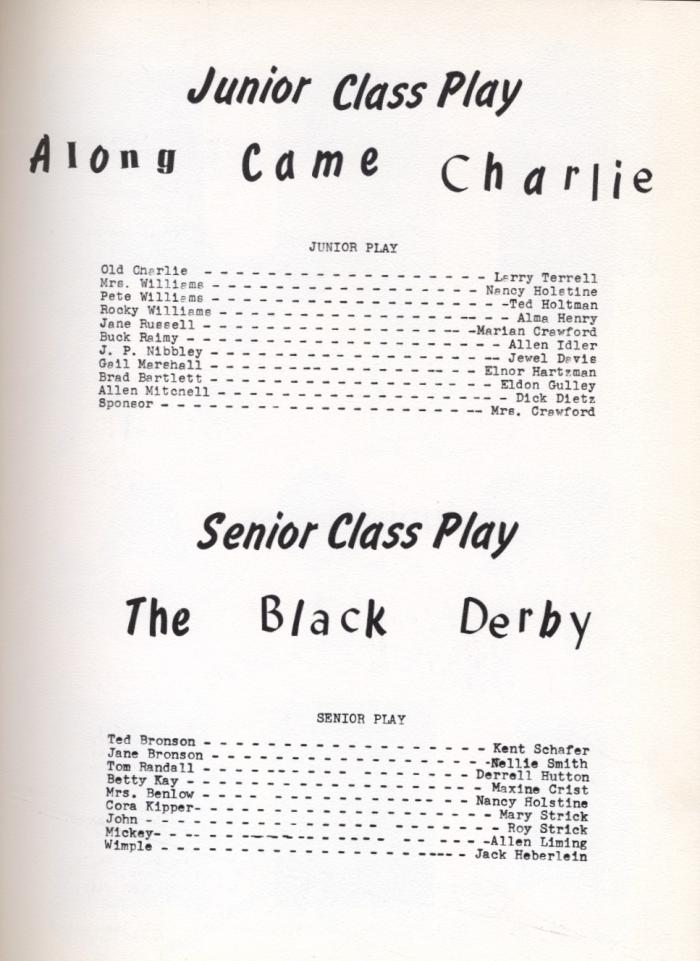 Junior Class Play
Along Came Charlie
JUNIOR PLAY
Old Charlie - - - - - - - - - - - - - - - - - - Larry Terrell
Mrs. Williams - - - - - - - - - - - - - - - - - Nancy Holstine
Pete Williams - - - - - - - - - - - - - - - - - -Ted Holtman
Rocky Williams - - - - - - - - - - - - - - - -- - - Alma Henry
Jane Russell - - - - - - - - - - - - - - - -- -Marian Crawford
Buck Raimy - - - - - - - - - - - - - - - - - - - - Allen Idler
J. P. Nibbley - - - - - - - - - - - - - - - - - -- Jewel Davis
Gail Marshall - - - - - -- - - - - - -- - - - - Elnor Hartzman
Brad Bartlett - - - - - -- - - - - - - - - - - - Eldon Gulley
Allen Mitchell - - - - - - - - - - - - - - - - - - - Dick Dietz
Sponsor - - - - - - - - - - - - - - - - - - - -- Mrs. Crawford
Senior Class Play
The Black Derby
SENIOR PLAY
Ted Bronson - - - - - - - - - - - - - - - - - - Kent Schafer
Jane Bronson - - - - - - - - - - - - - - - - - -Nellie Smith
Tom Randall - - - - - -- -- - - - - - - - - Derrell Hutton
Betty Kay - - - - - - - - - - - - - - - - - - - Maxine Crist
Mrs. Benlow - - - - - - - - - - - - - -- -- Nancy Holstine
Cora Kipper- - - - - - - - - - - - - - - - - - - Mary Strick
John - - - - - - - - - - - - - - - - - - - - - - Roy Strick
Mickey- - - - - - -- - - - - - - - - - - - --Allen Liming
Wimple - - - - - - - - - - - - - - - - - ---- - Jack Heberlein